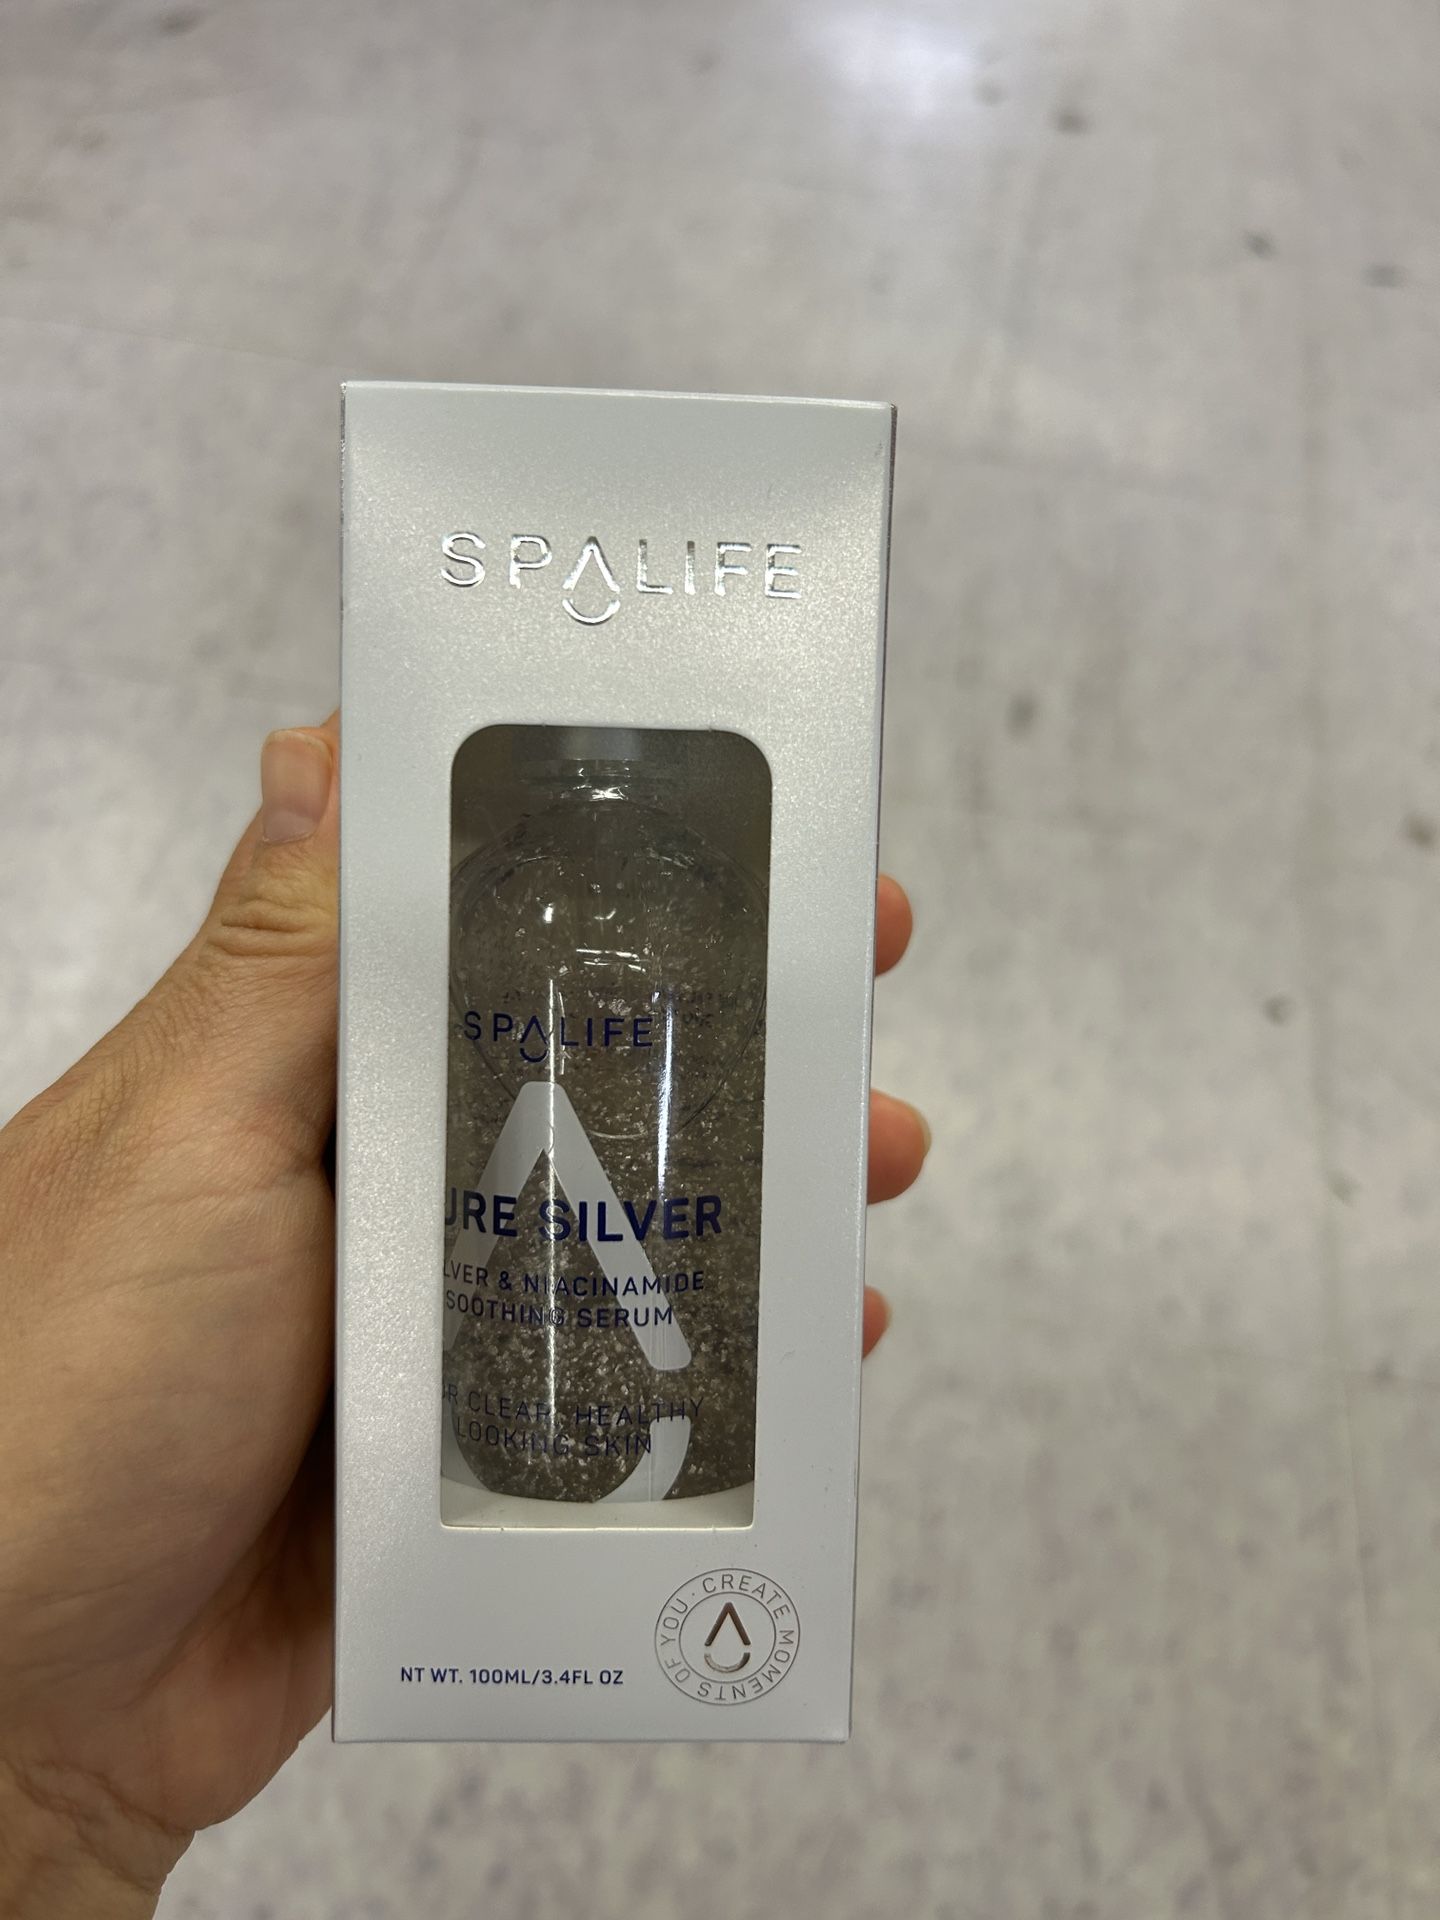 SPALIFE
SPALIFE
URE SILVER
LVER & NIACINAMIDE
SOOTHING SERUM
OR CLEAR, HEALTHY
LOOKING SKIN
NT WT. 100ML/3.4FL OZ
CREATE MOMENTS OF YOU ·